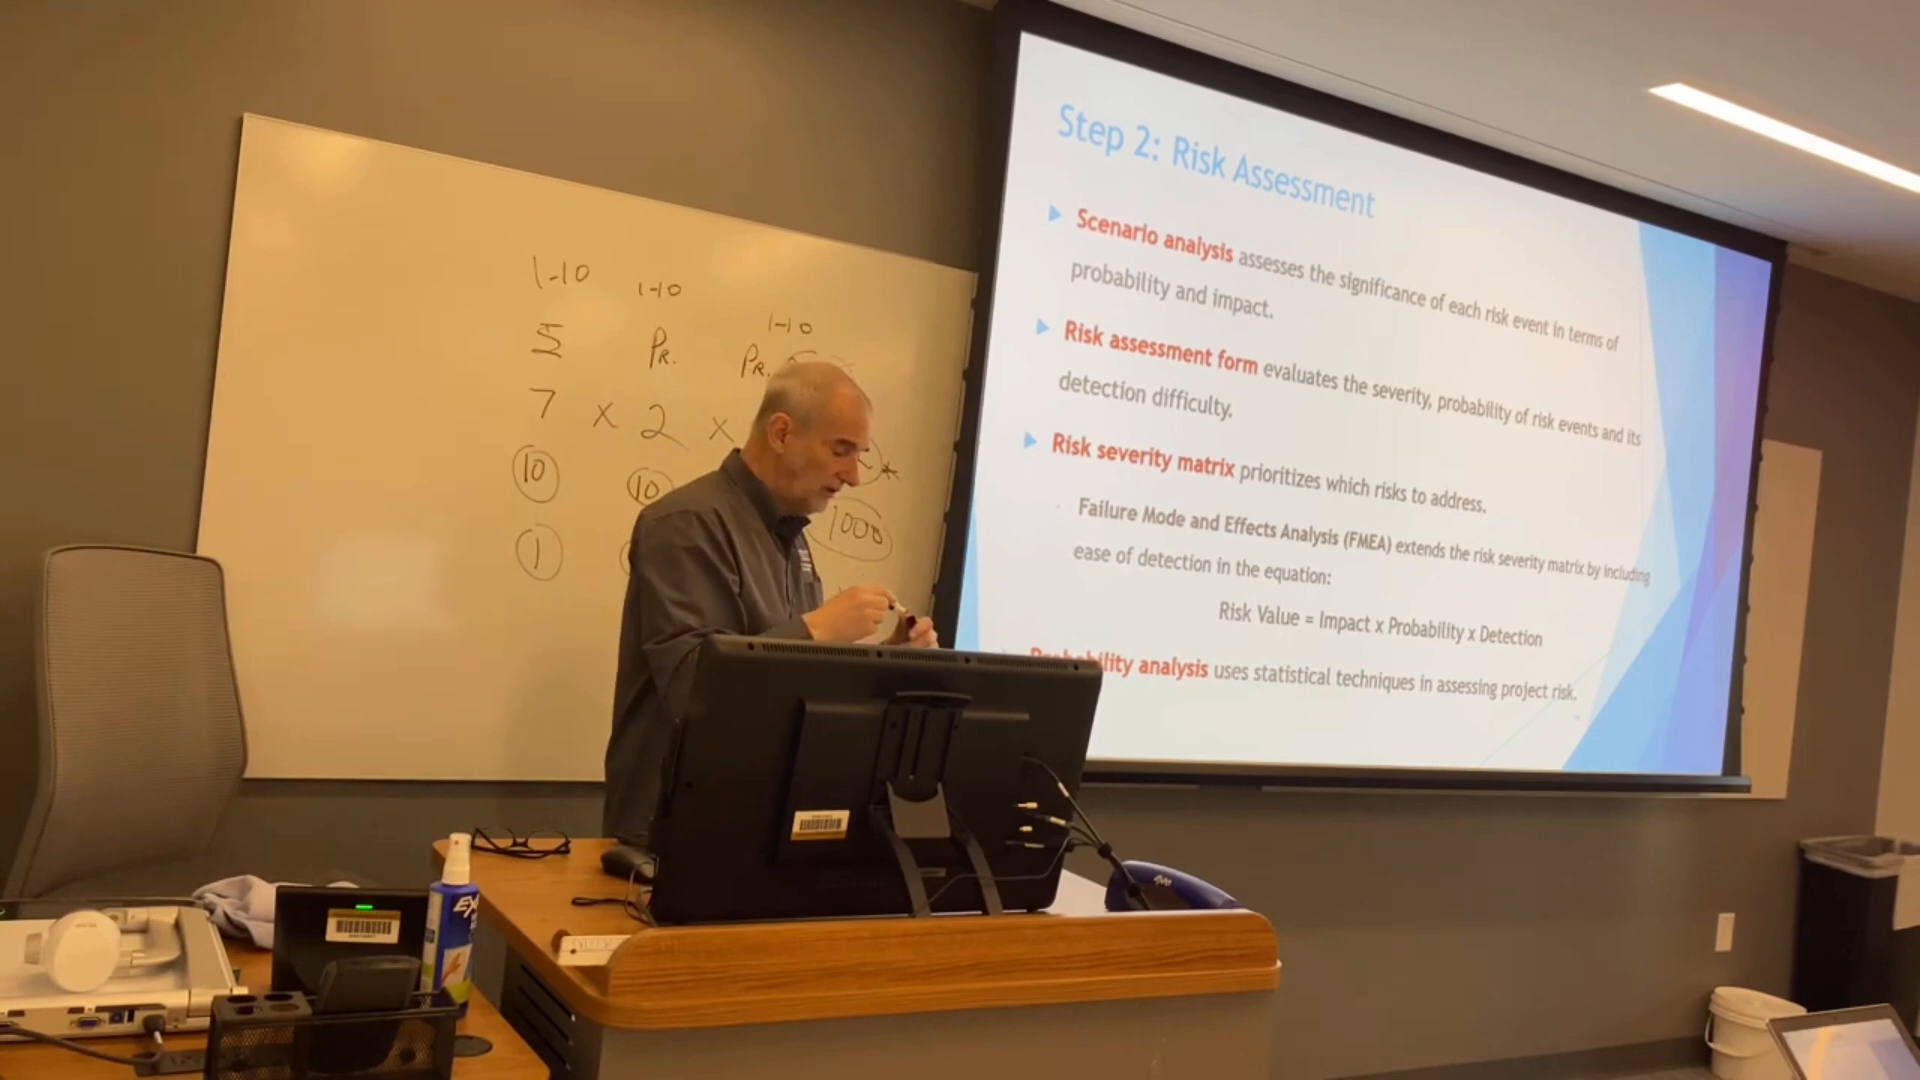 1-10 1-10 1-10
S PR. PR.
7 x 2 x
10 10 1000
1
Step 2: Risk Assessment
Scenario analysis assesses the significance of each risk event in terms of
probability and impact.
Risk assessment form evaluates the severity, probability of risk events and its
detection difficulty.
Risk severity matrix prioritizes which risks to address.
Failure Mode and Effects Analysis (FMEA) extends the risk severity matrix by including
ease of detection in the equation:
Risk Value = Impact x Probability x Detection
Probability analysis uses statistical techniques in assessing project risk.